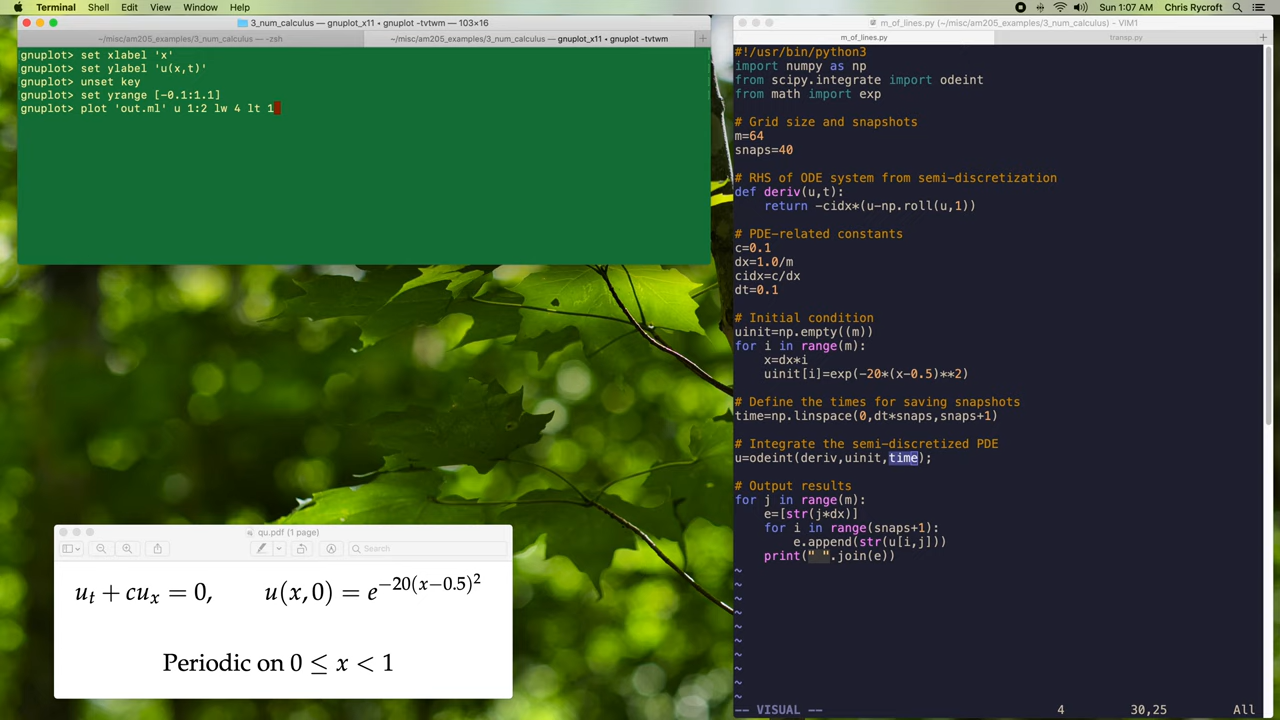 Terminal Shell Edit View Window Help
Sun 1:07 AM Chris Rycroft
3_num_calculus — gnuplot_x11 • gnuplot -tvtwm — 103×16
~/misc/am205_examples/3_num_calculus — -zsh
~/misc/am205_examples/3_num_calculus — gnuplot_x11 • gnuplot -tvtwm
gnuplot> set xlabel 'x'
gnuplot> set ylabel 'u(x,t)'
gnuplot> unset key
gnuplot> set yrange [-0.1:1.1]
gnuplot> plot 'out.ml' u 1:2 lw 4 lt 1
qu.pdf (1 page)
Search
u_t + cu_x = 0, u(x, 0) = e^{−20(x−0.5)^2}
Periodic on 0 ≤ x < 1
m_of_lines.py (~/misc/am205_examples/3_num_calculus) - VIM1
m_of_lines.py
transp.py
#!/usr/bin/python3
import numpy as np
from scipy.integrate import odeint
from math import exp
# Grid size and snapshots
m=64
snaps=40
# RHS of ODE system from semi-discretization
def deriv(u,t):
return -cidx*(u-np.roll(u,1))
# PDE-related constants
c=0.1
dx=1.0/m
cidx=c/dx
dt=0.1
# Initial condition
uinit=np.empty((m))
for i in range(m):
x=dx*i
uinit[i]=exp(-20*(x-0.5)**2)
# Define the times for saving snapshots
time=np.linspace(0,dt*snaps,snaps+1)
# Integrate the semi-discretized PDE
u=odeint(deriv,uinit,time);
# Output results
for j in range(m):
e=[str(j*dx)]
for i in range(snaps+1):
e.append(str(u[i,j]))
print(" ".join(e))
~
~
~
~
~
~
~
~
~
~
-- VISUAL -- 4 30,25 All